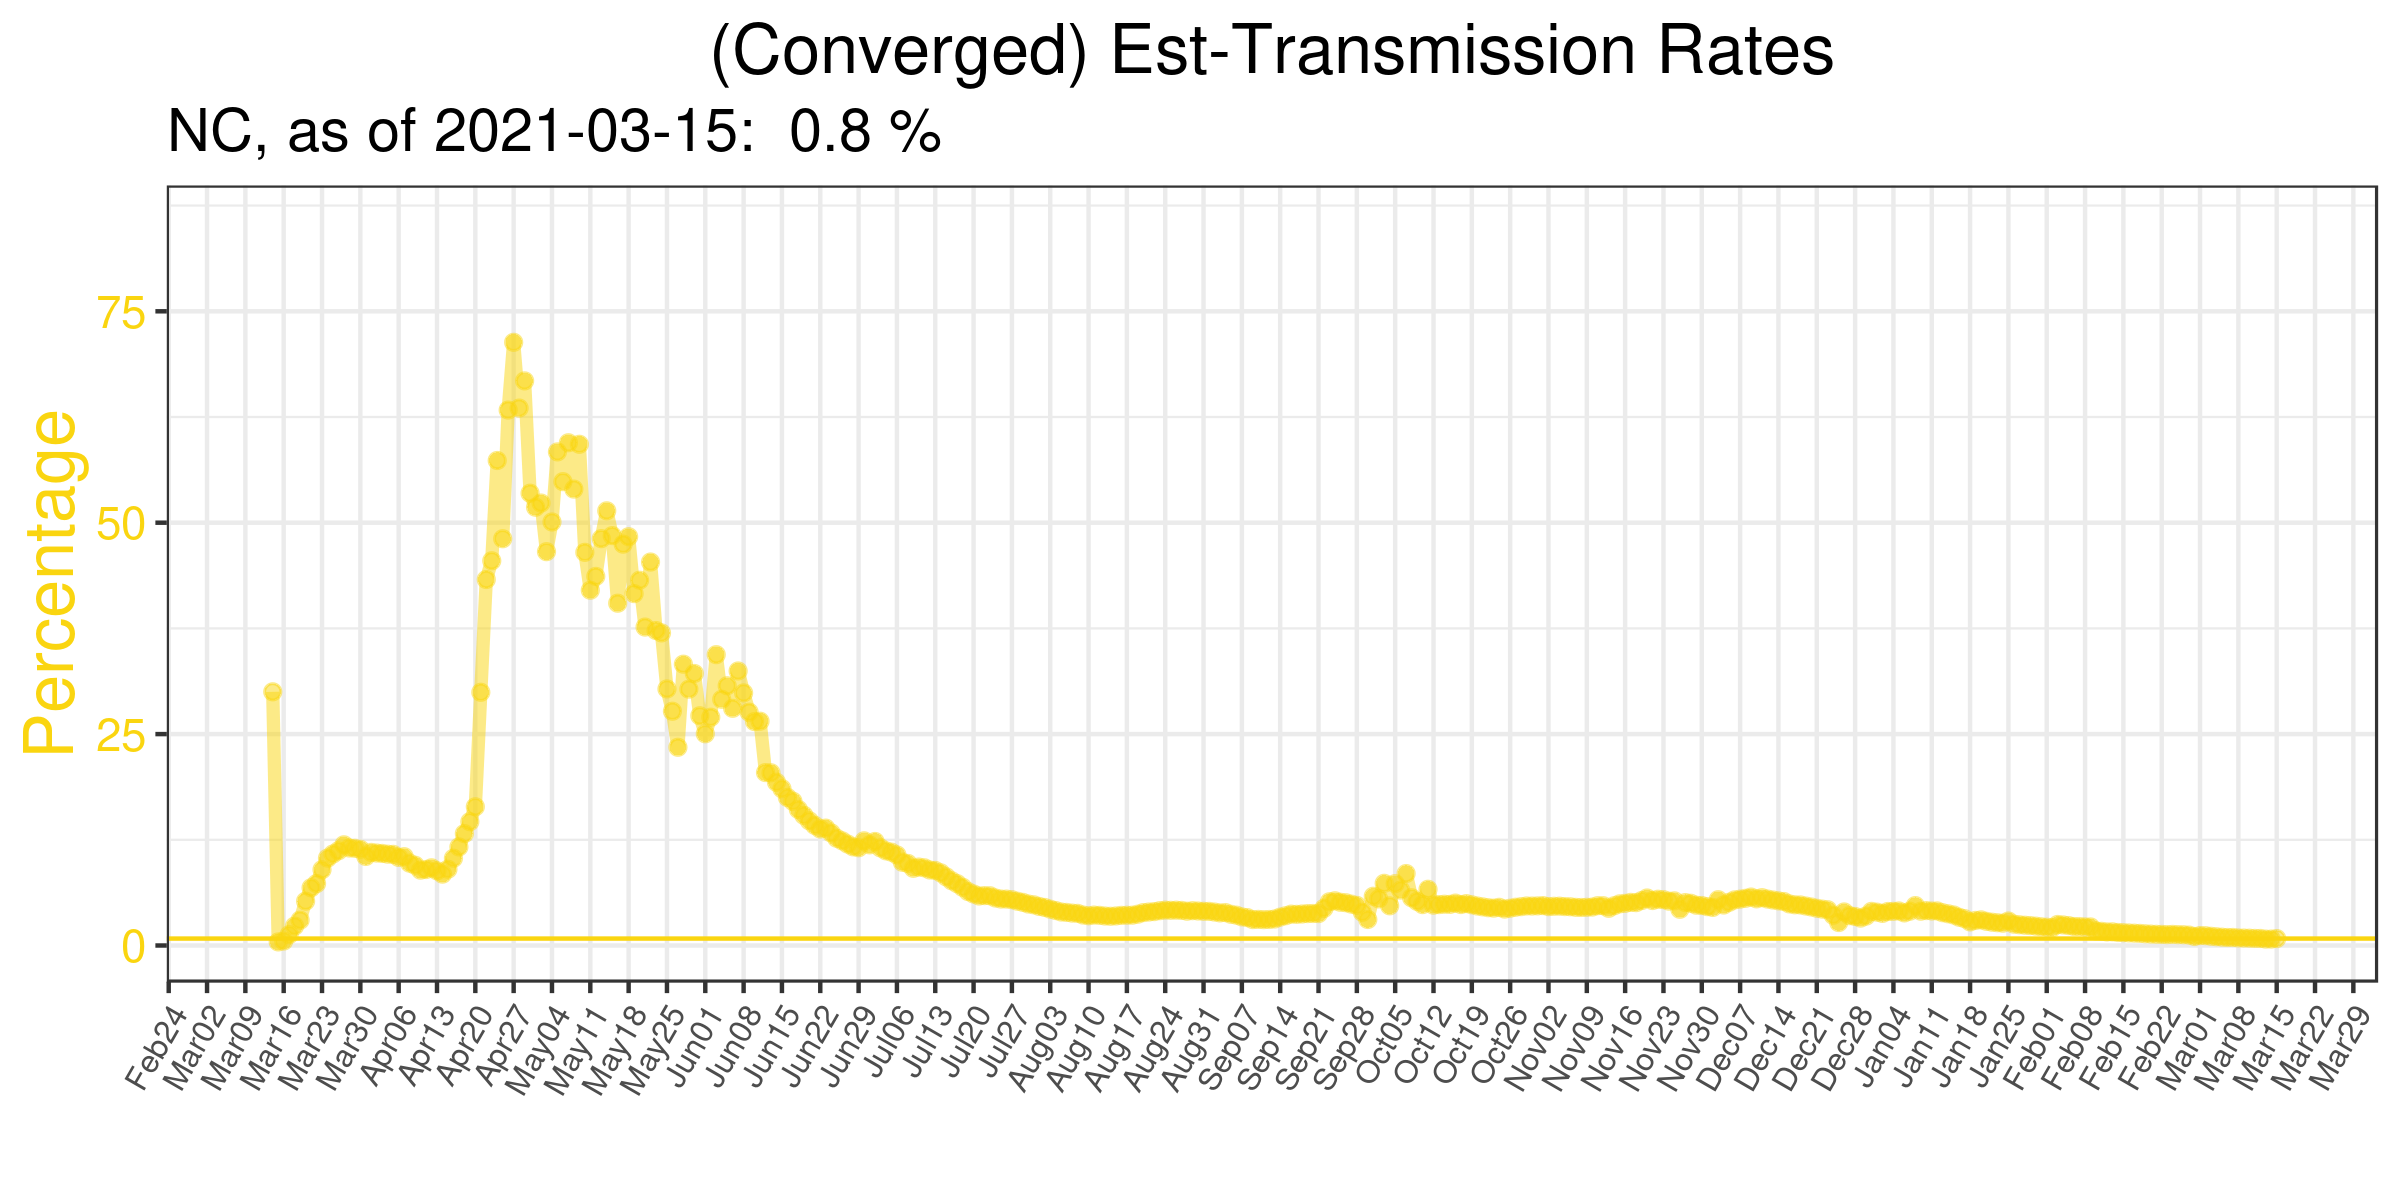 (Converged) Est-Transmission Rates
NC, as of 2021-03-15:  0.8 %
Percentage
75
50
25
0
Feb24
Mar02
Mar09
Mar16
Mar23
Mar30
Apr06
Apr13
Apr20
Apr27
May04
May11
May18
May25
Jun01
Jun08
Jun15
Jun22
Jun29
Jul06
Jul13
Jul20
Jul27
Aug03
Aug10
Aug17
Aug24
Aug31
Sep07
Sep14
Sep21
Sep28
Oct05
Oct12
Oct19
Oct26
Nov02
Nov09
Nov16
Nov23
Nov30
Dec07
Dec14
Dec21
Dec28
Jan04
Jan11
Jan18
Jan25
Feb01
Feb08
Feb15
Feb22
Mar01
Mar08
Mar15
Mar22
Mar29